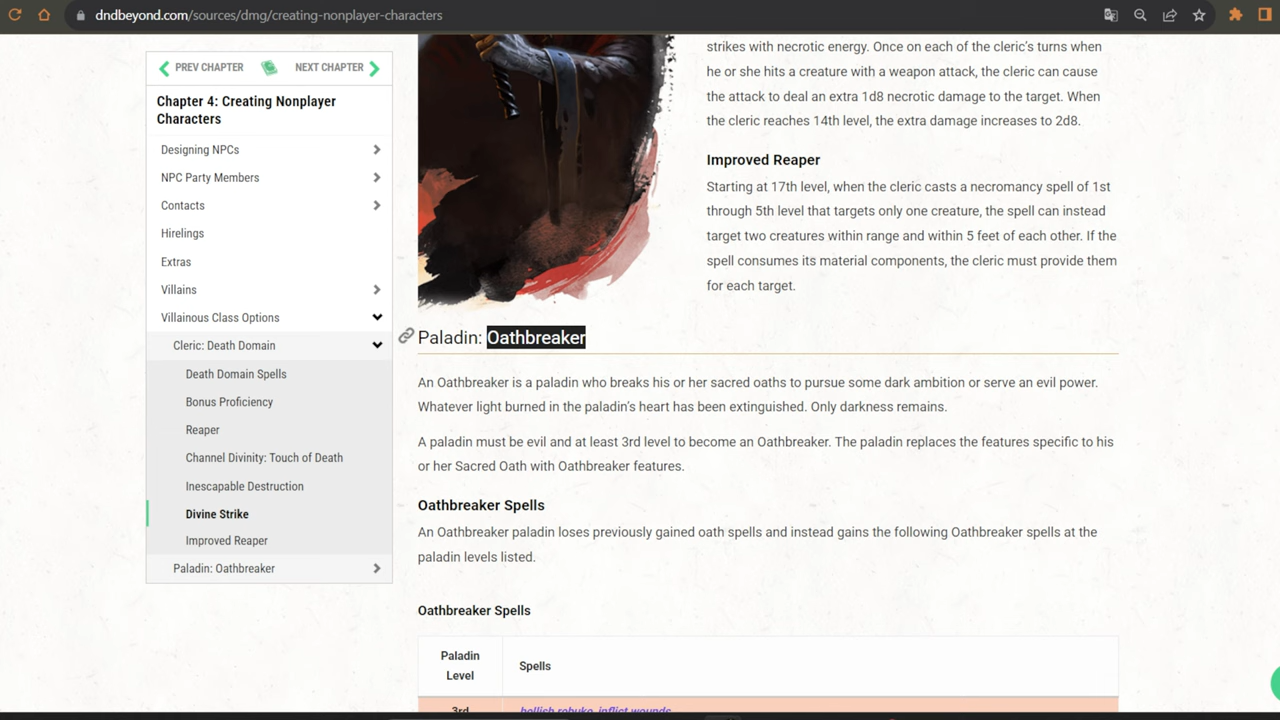 dndbeyond.com/sources/dmg/creating-nonplayer-characters
PREV CHAPTER
NEXT CHAPTER
Chapter 4: Creating Nonplayer
Characters
Designing NPCs
NPC Party Members
Contacts
Hirelings
Extras
Villains
Villainous Class Options
Cleric: Death Domain
Death Domain Spells
Bonus Proficiency
Reaper
Channel Divinity: Touch of Death
Inescapable Destruction
Divine Strike
Improved Reaper
Paladin: Oathbreaker
strikes with necrotic energy. Once on each of the cleric's turns when
he or she hits a creature with a weapon attack, the cleric can cause
the attack to deal an extra 1d8 necrotic damage to the target. When
the cleric reaches 14th level, the extra damage increases to 2d8.
Improved Reaper
Starting at 17th level, when the cleric casts a necromancy spell of 1st
through 5th level that targets only one creature, the spell can instead
target two creatures within range and within 5 feet of each other. If the
spell consumes its material components, the cleric must provide them
for each target.
Paladin: Oathbreaker
An Oathbreaker is a paladin who breaks his or her sacred oaths to pursue some dark ambition or serve an evil power.
Whatever light burned in the paladin's heart has been extinguished. Only darkness remains.
A paladin must be evil and at least 3rd level to become an Oathbreaker. The paladin replaces the features specific to his
or her Sacred Oath with Oathbreaker features.
Oathbreaker Spells
An Oathbreaker paladin loses previously gained oath spells and instead gains the following Oathbreaker spells at the
paladin levels listed.
Oathbreaker Spells
Paladin
Level
Spells
3rd
hellish rebuke, inflict wounds